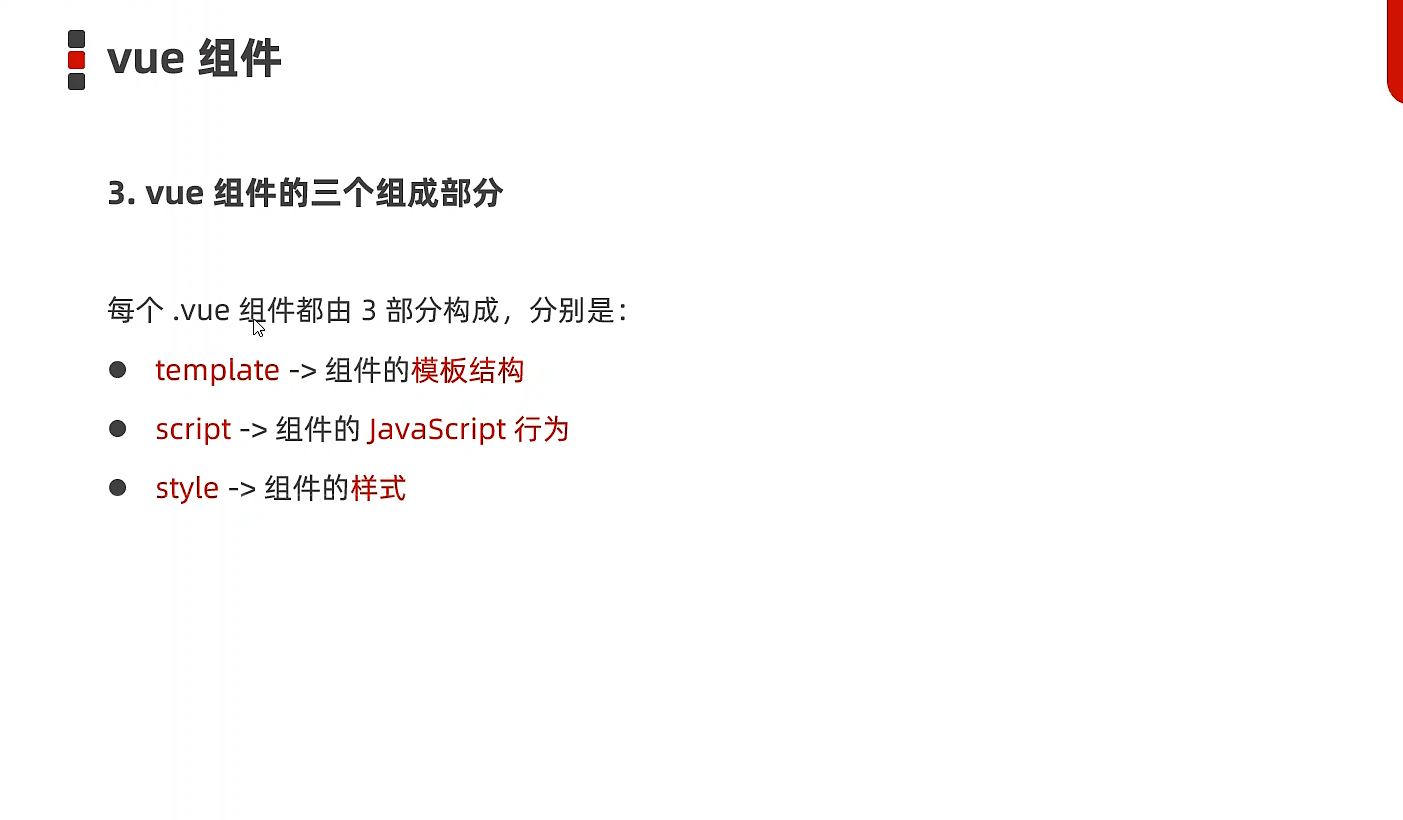 vue 组件
3. vue 组件的三个组成部分
每个 .vue 组件都由 3 部分构成，分别是：
● template -> 组件的模板结构
● script -> 组件的 JavaScript 行为
● style -> 组件的样式